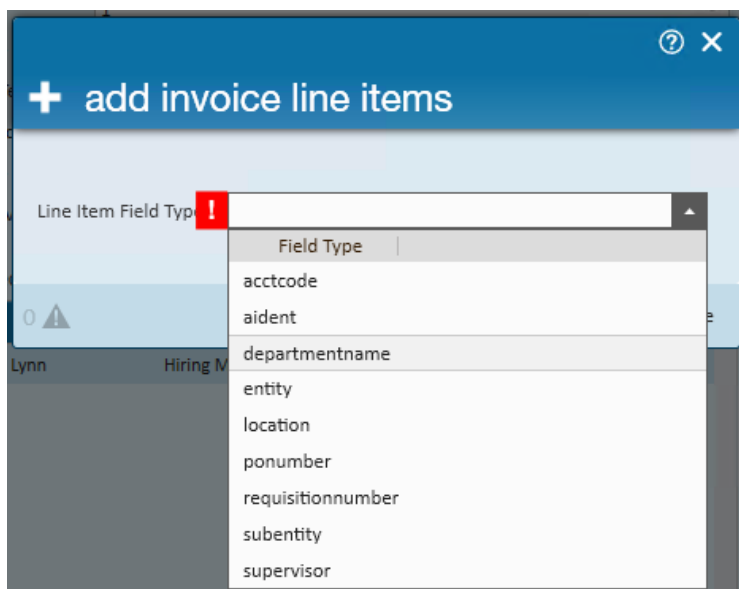 add invoice line items
Line Item Field Typ
!
Field Type
acctcode
aident
0
departmentname
Lynn Hiring M
entity
location
ponumber
requisitionnumber
subentity
supervisor